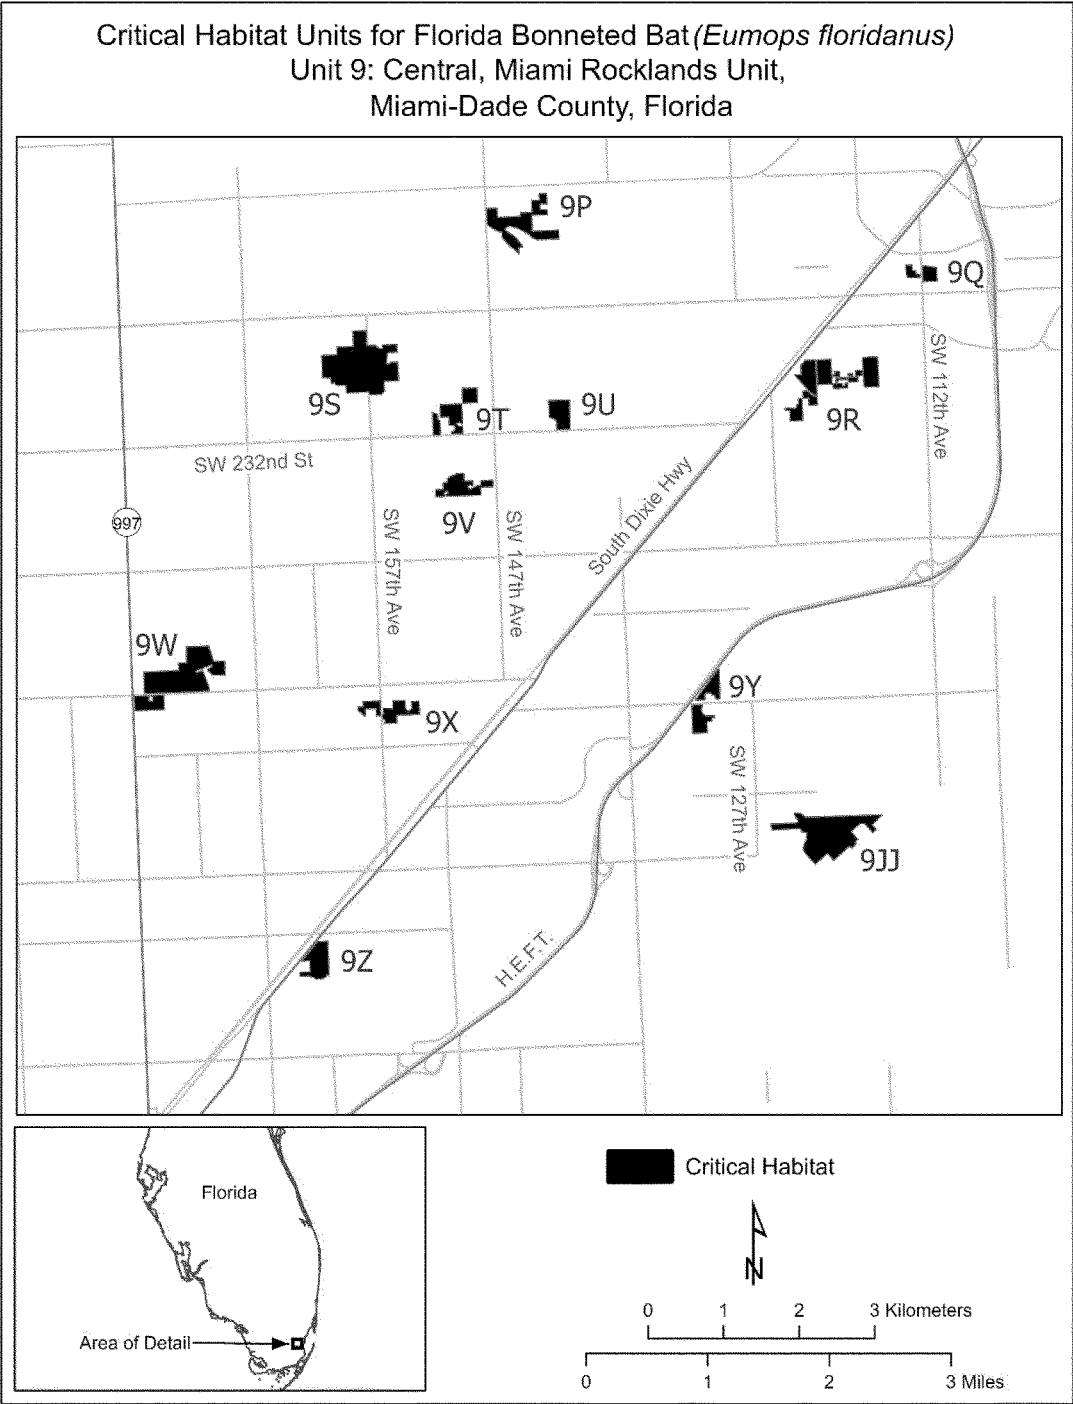 Critical Habitat Units for Florida Bonneted Bat (Eumops floridanus)
Unit 9: Central, Miami Rocklands Unit,
Miami-Dade County, Florida
9P
9Q
SW 112th Ave
9S
9T
9U
9R
SW 232nd St
9V
997
SW 157th Ave
SW 147th Ave
South Dixie Hwy
9W
9X
9Y
SW 127th Ave
9JJ
9Z
H.E.F.T.
Florida
Area of Detail
Critical Habitat
N
0 1 2 3 Kilometers
0 1 2 3 Miles